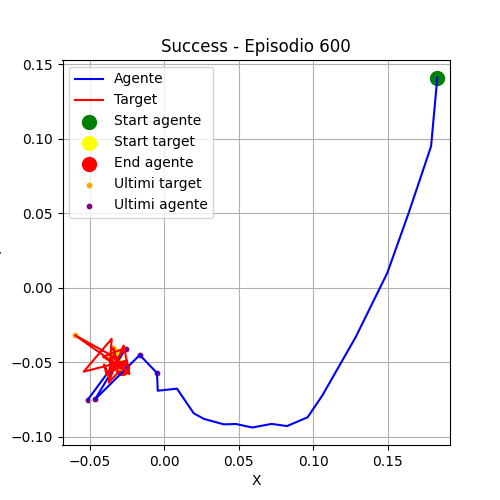 Success - Episodio 600
0.15
0.10
0.05
0.00
−0.05
−0.10
Agente
Target
Start agente
Start target
End agente
Ultimi target
Ultimi agente
−0.05
0.00
0.05
0.10
0.15
X